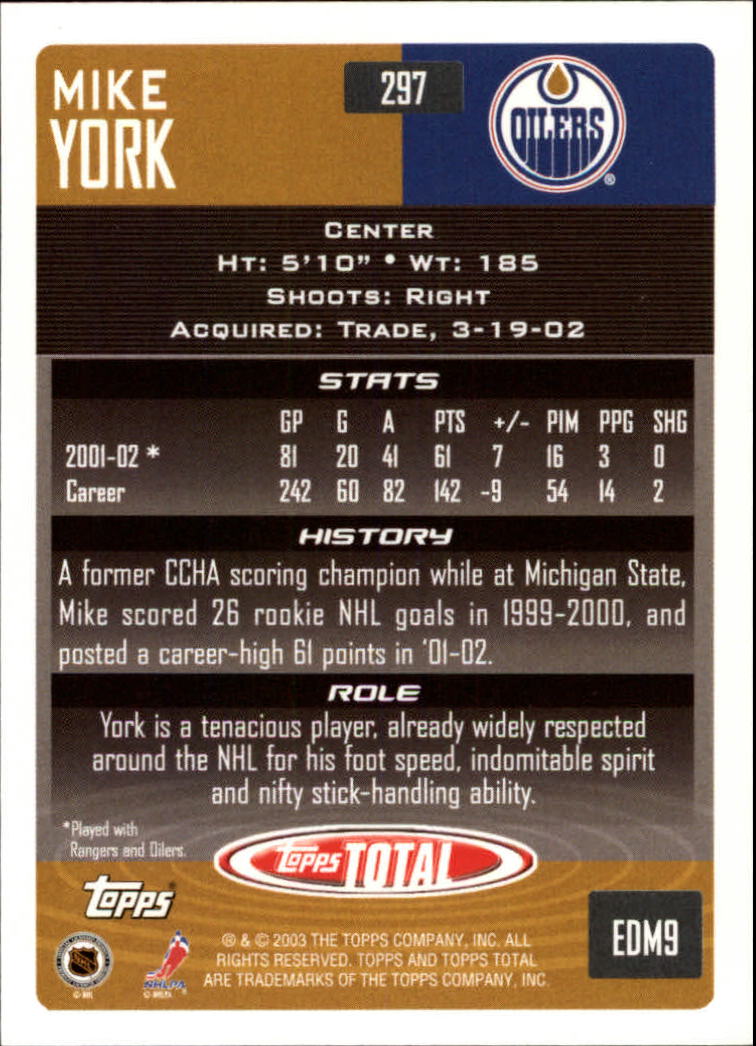 MIKE
YORK
297
OILERS
®
CENTER
HT: 5'10" • WT: 185
SHOOTS: RIGHT
ACQUIRED: TRADE, 3-19-02
STATS
GP G A PTS +/- PIM PPG SHG
2001-02 * 81 20 41 61 7 16 3 0
Career 242 60 82 142 -9 54 14 2
HISTORY
A former CCHA scoring champion while at Michigan State,
Mike scored 26 rookie NHL goals in 1999-2000, and
posted a career-high 61 points in '01-02.
ROLE
York is a tenacious player, already widely respected
around the NHL for his foot speed, indomitable spirit
and nifty stick-handling ability.
*Played with
Rangers and Oilers.
TOPPS TOTAL
TOPPS®
NHL
© NHL
NHLPA
© NHLPA
® & © 2003 THE TOPPS COMPANY, INC. ALL
RIGHTS RESERVED. TOPPS AND TOPPS TOTAL
ARE TRADEMARKS OF THE TOPPS COMPANY, INC.
EDM9